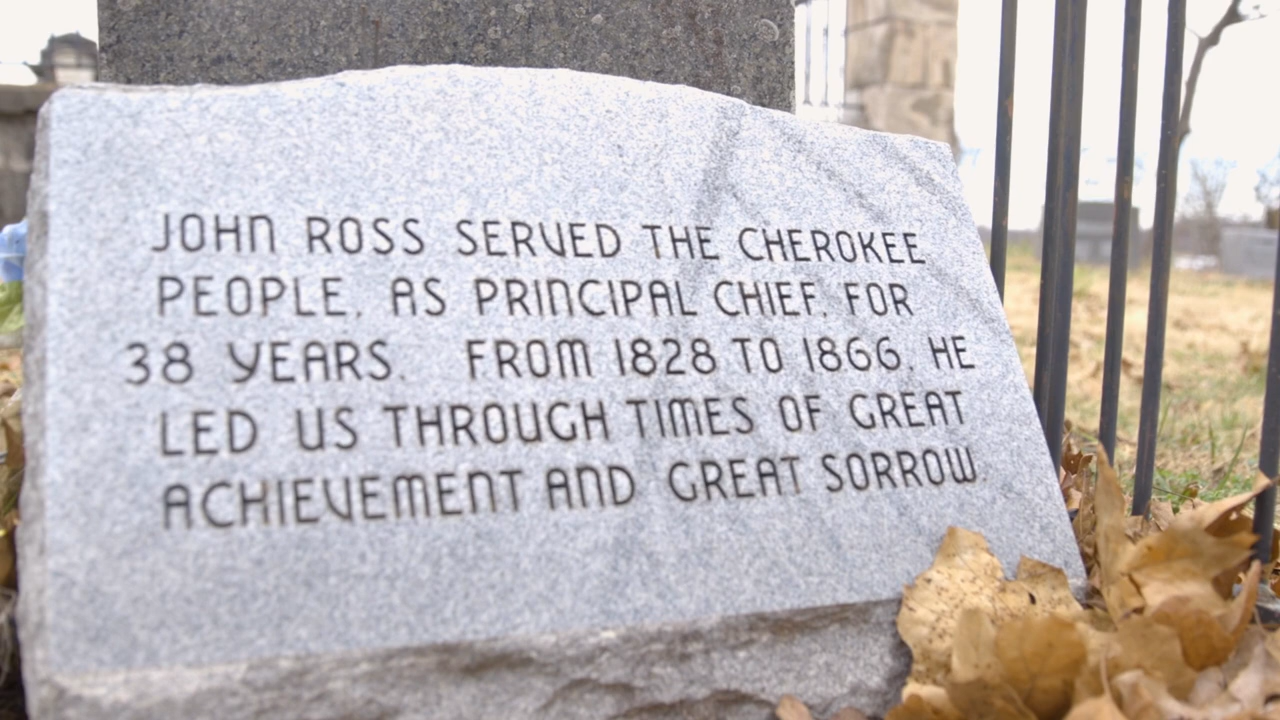 JOHN ROSS SERVED THE CHEROKEE
PEOPLE, AS PRINCIPAL CHIEF, FOR
38 YEARS. FROM 1828 TO 1866, HE
LED US THROUGH TIMES OF GREAT
ACHIEVEMENT AND GREAT SORROW.